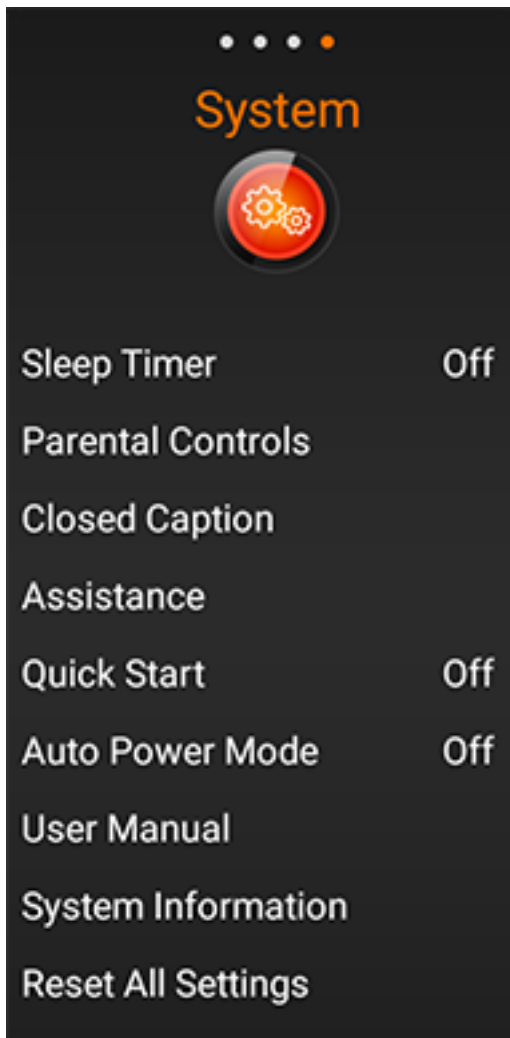 System
Sleep Timer Off
Parental Controls
Closed Caption
Assistance
Quick Start Off
Auto Power Mode Off
User Manual
System Information
Reset All Settings